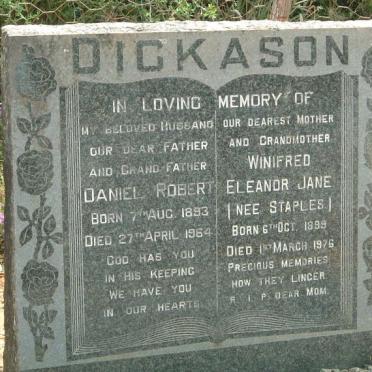 DICKASON
IN LOVING MEMORY OF
MY BELOVED HUSBAND
OUR DEAR FATHER
AND GRAND FATHER
DANIEL ROBERT
BORN 7TH AUG. 1893
DIED 27TH APRIL 1964
GOD HAS YOU
IN HIS KEEPING
WE HAVE YOU
IN OUR HEARTS
OUR DEAREST MOTHER
AND GRANDMOTHER
WINIFRED
ELEANOR JANE
(NEE STAPLES)
BORN 6TH OCT. 1899
DIED 1ST MARCH 1976
PRECIOUS MEMORIES
HOW THEY LINGER
R.I.P. DEAR MOM.